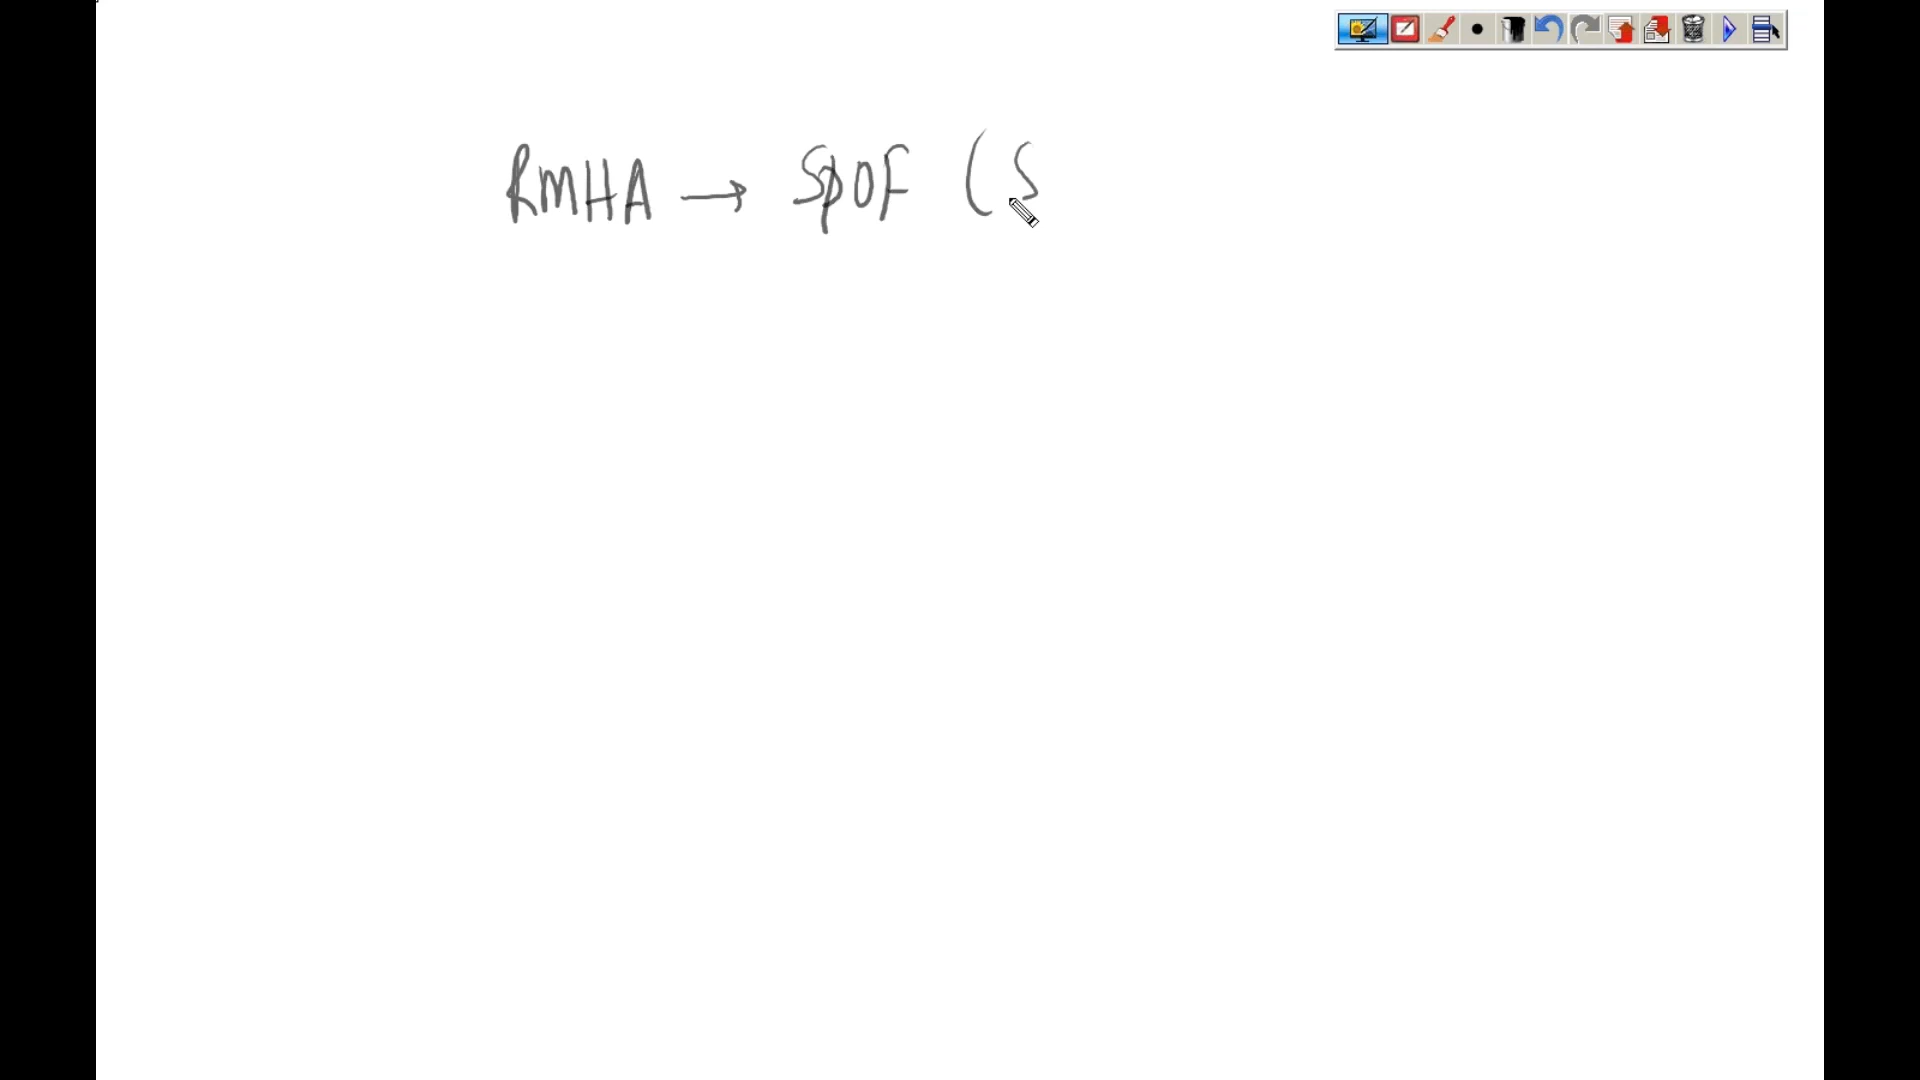 RMHA → SPOF (S